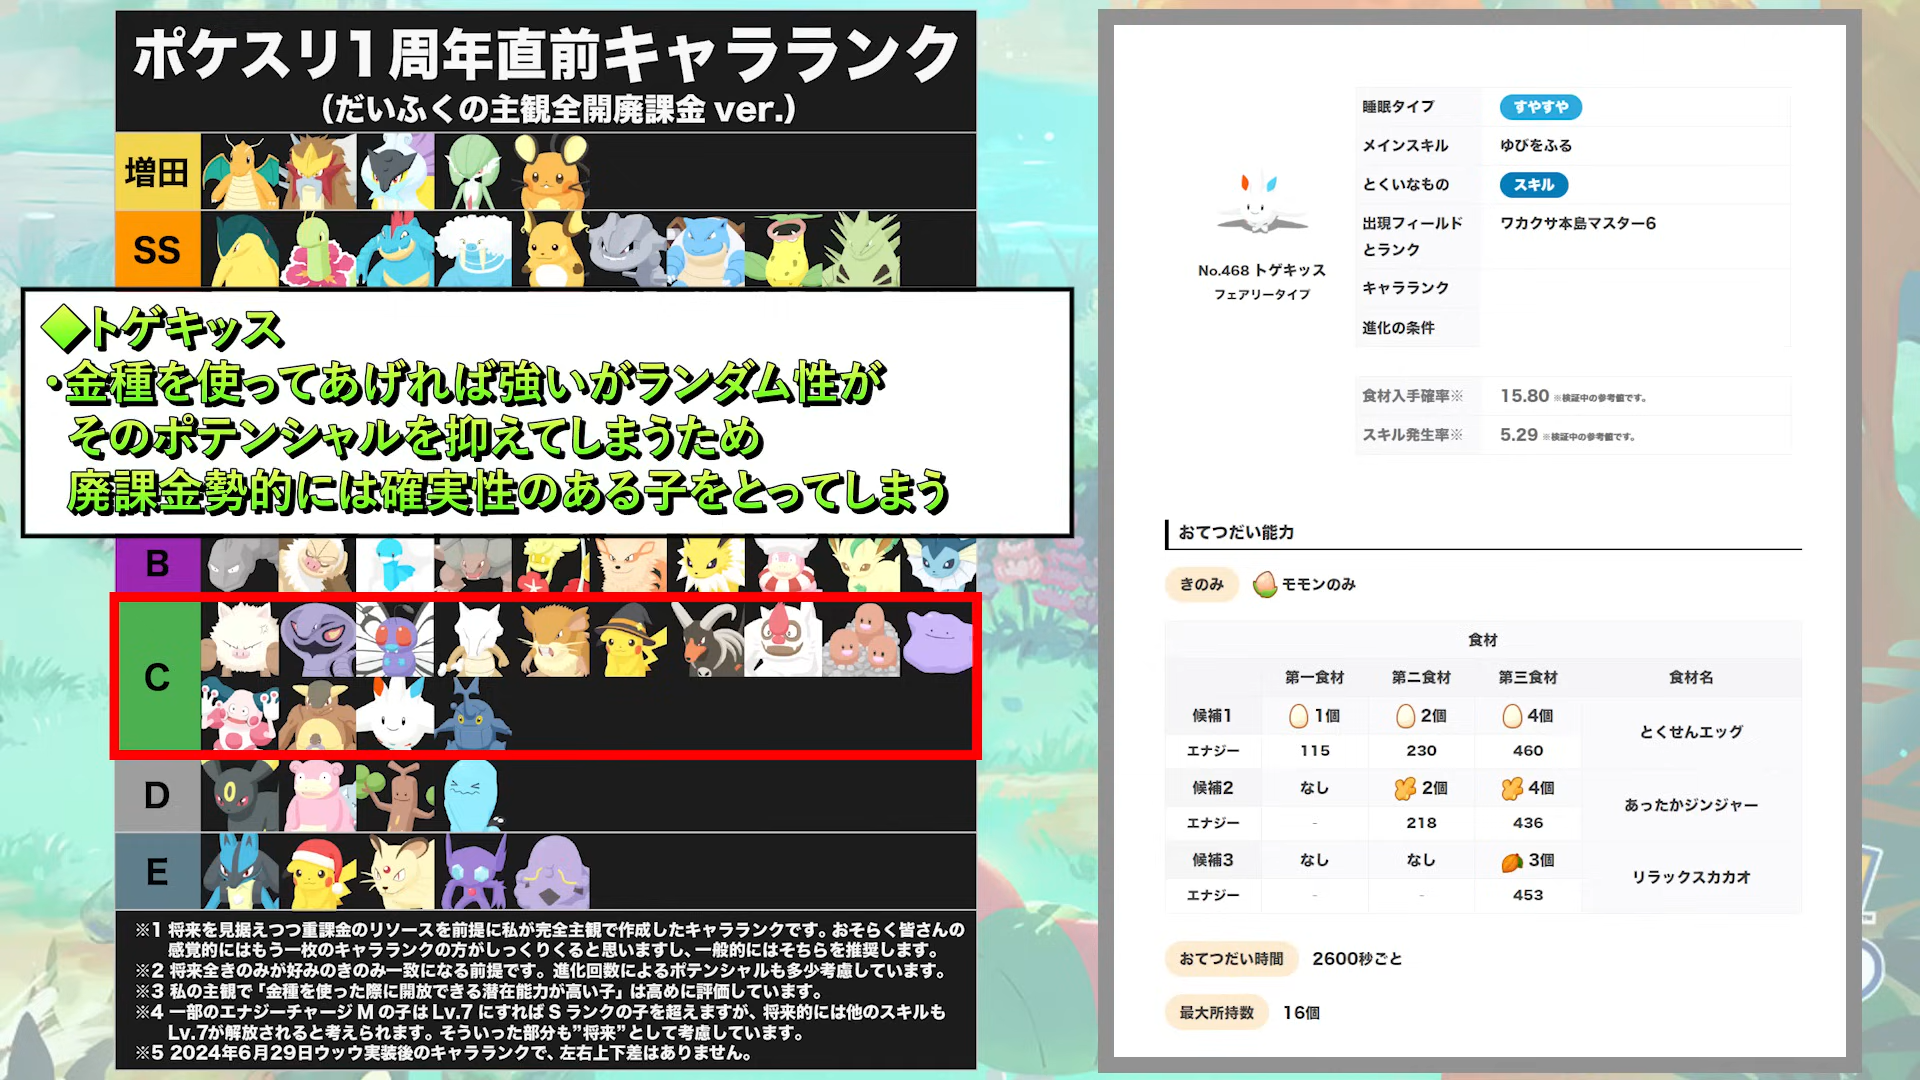 ポケスリ1周年直前キャラランク
（だいふくの主観全開廃課金 ver.）
増田
SS
◆トゲキッス
・金種を使ってあげれば強いがランダム性が
そのポテンシャルを抑えてしまうため
廃課金勢的には確実性のある子をとってしまう
B
C
D
E
※1 将来を見据えつつ重課金のリソースを前提に私が完全主観で作成したキャラランクです。おそらく皆さんの
感覚的にはもう一枚のキャラランクの方がしっくりくると思いますし、一般的にはそちらを推奨します。
※2 将来全きのみが好みのきのみ一致になる前提です。進化回数によるポテンシャルも多少考慮しています。
※3 私の主観で「金種を使った際に開放できる潜在能力が高い子」は高めに評価しています。
※4 一部のエナジーチャージ M の子は Lv.7 にすれば S ランクの子を超えますが、将来的には他のスキルも
Lv.7が解放されると考えられます。そういった部分も”将来”として考慮しています。
※5 2024年6月29日ウッウ実装後のキャラランクで、左右上下差はありません。
No.468 トゲキッス
フェアリータイプ
睡眠タイプ すやすや
メインスキル ゆびをふる
とくいなもの スキル
出現フィールド ワカクサ本島マスター6
とランク
キャラランク
進化の条件
食材入手確率※ 15.80 ※検証中の参考値です。
スキル発生率※ 5.29 ※検証中の参考値です。
おてつだい能力
きのみ モモンのみ
食材
第一食材 第二食材 第三食材 食材名
候補1 1個 2個 4個 とくせんエッグ
エナジー 115 230 460
候補2 なし 2個 4個 あったかジンジャー
エナジー - 218 436
候補3 なし なし 3個 リラックスカカオ
エナジー - - 453
おてつだい時間 2600秒ごと
最大所持数 16個